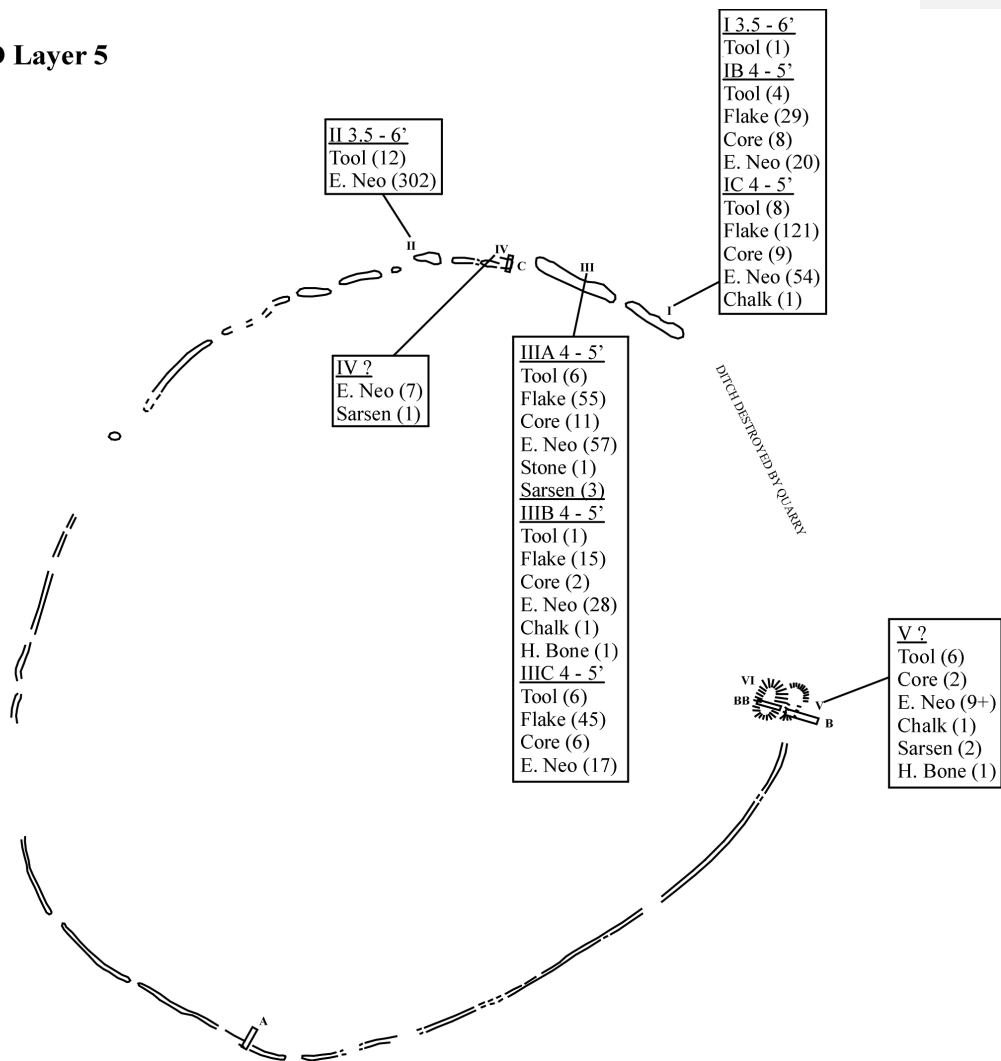 Layer 5
I 3.5 - 6'
Tool (1)
IB 4 - 5'
Tool (4)
Flake (29)
Core (8)
E. Neo (20)
IC 4 - 5'
Tool (8)
Flake (121)
Core (9)
E. Neo (54)
Chalk (1)
II 3.5 - 6'
Tool (12)
E. Neo (302)
II
IV
C
III
I
IV ?
E. Neo (7)
Sarsen (1)
IIIA 4 - 5'
Tool (6)
Flake (55)
Core (11)
E. Neo (57)
Stone (1)
Sarsen (3)
IIIB 4 - 5'
Tool (1)
Flake (15)
Core (2)
E. Neo (28)
Chalk (1)
H. Bone (1)
IIIC 4 - 5'
Tool (6)
Flake (45)
Core (6)
E. Neo (17)
DITCH DESTROYED BY QUARRY
V ?
Tool (6)
Core (2)
E. Neo (9+)
Chalk (1)
Sarsen (2)
H. Bone (1)
VI
BB
V
B
A